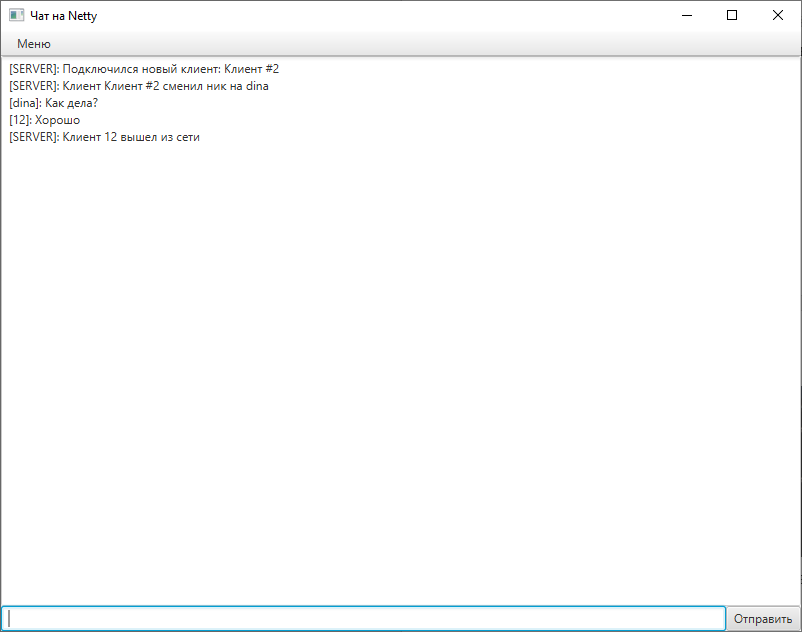 Чат на Netty
Меню
[SERVER]: Подключился новый клиент: Клиент #2
[SERVER]: Клиент Клиент #2 сменил ник на dina
[dina]: Как дела?
[12]: Хорошо
[SERVER]: Клиент 12 вышел из сети
Отправить